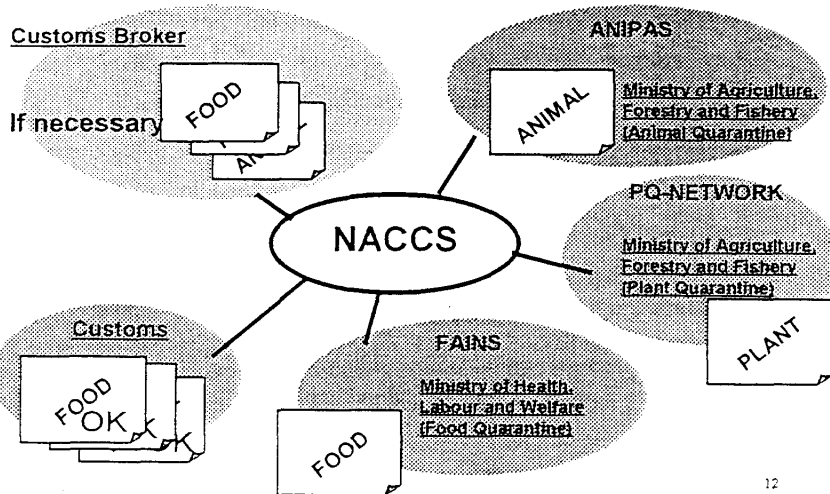 Customs Broker
If necessary
FOOD
ANIPAS
ANIMAL
Ministry of Agriculture,
Forestry and Fishery
(Animal Quarantine)
NACCS
PQ-NETWORK
Ministry of Agriculture,
Forestry and Fishery
(Plant Quarantine)
PLANT
Customs
FOOD
OK
K
K
FAINS
Ministry of Health,
Labour and Welfare
(Food Quarantine)
FOOD
12